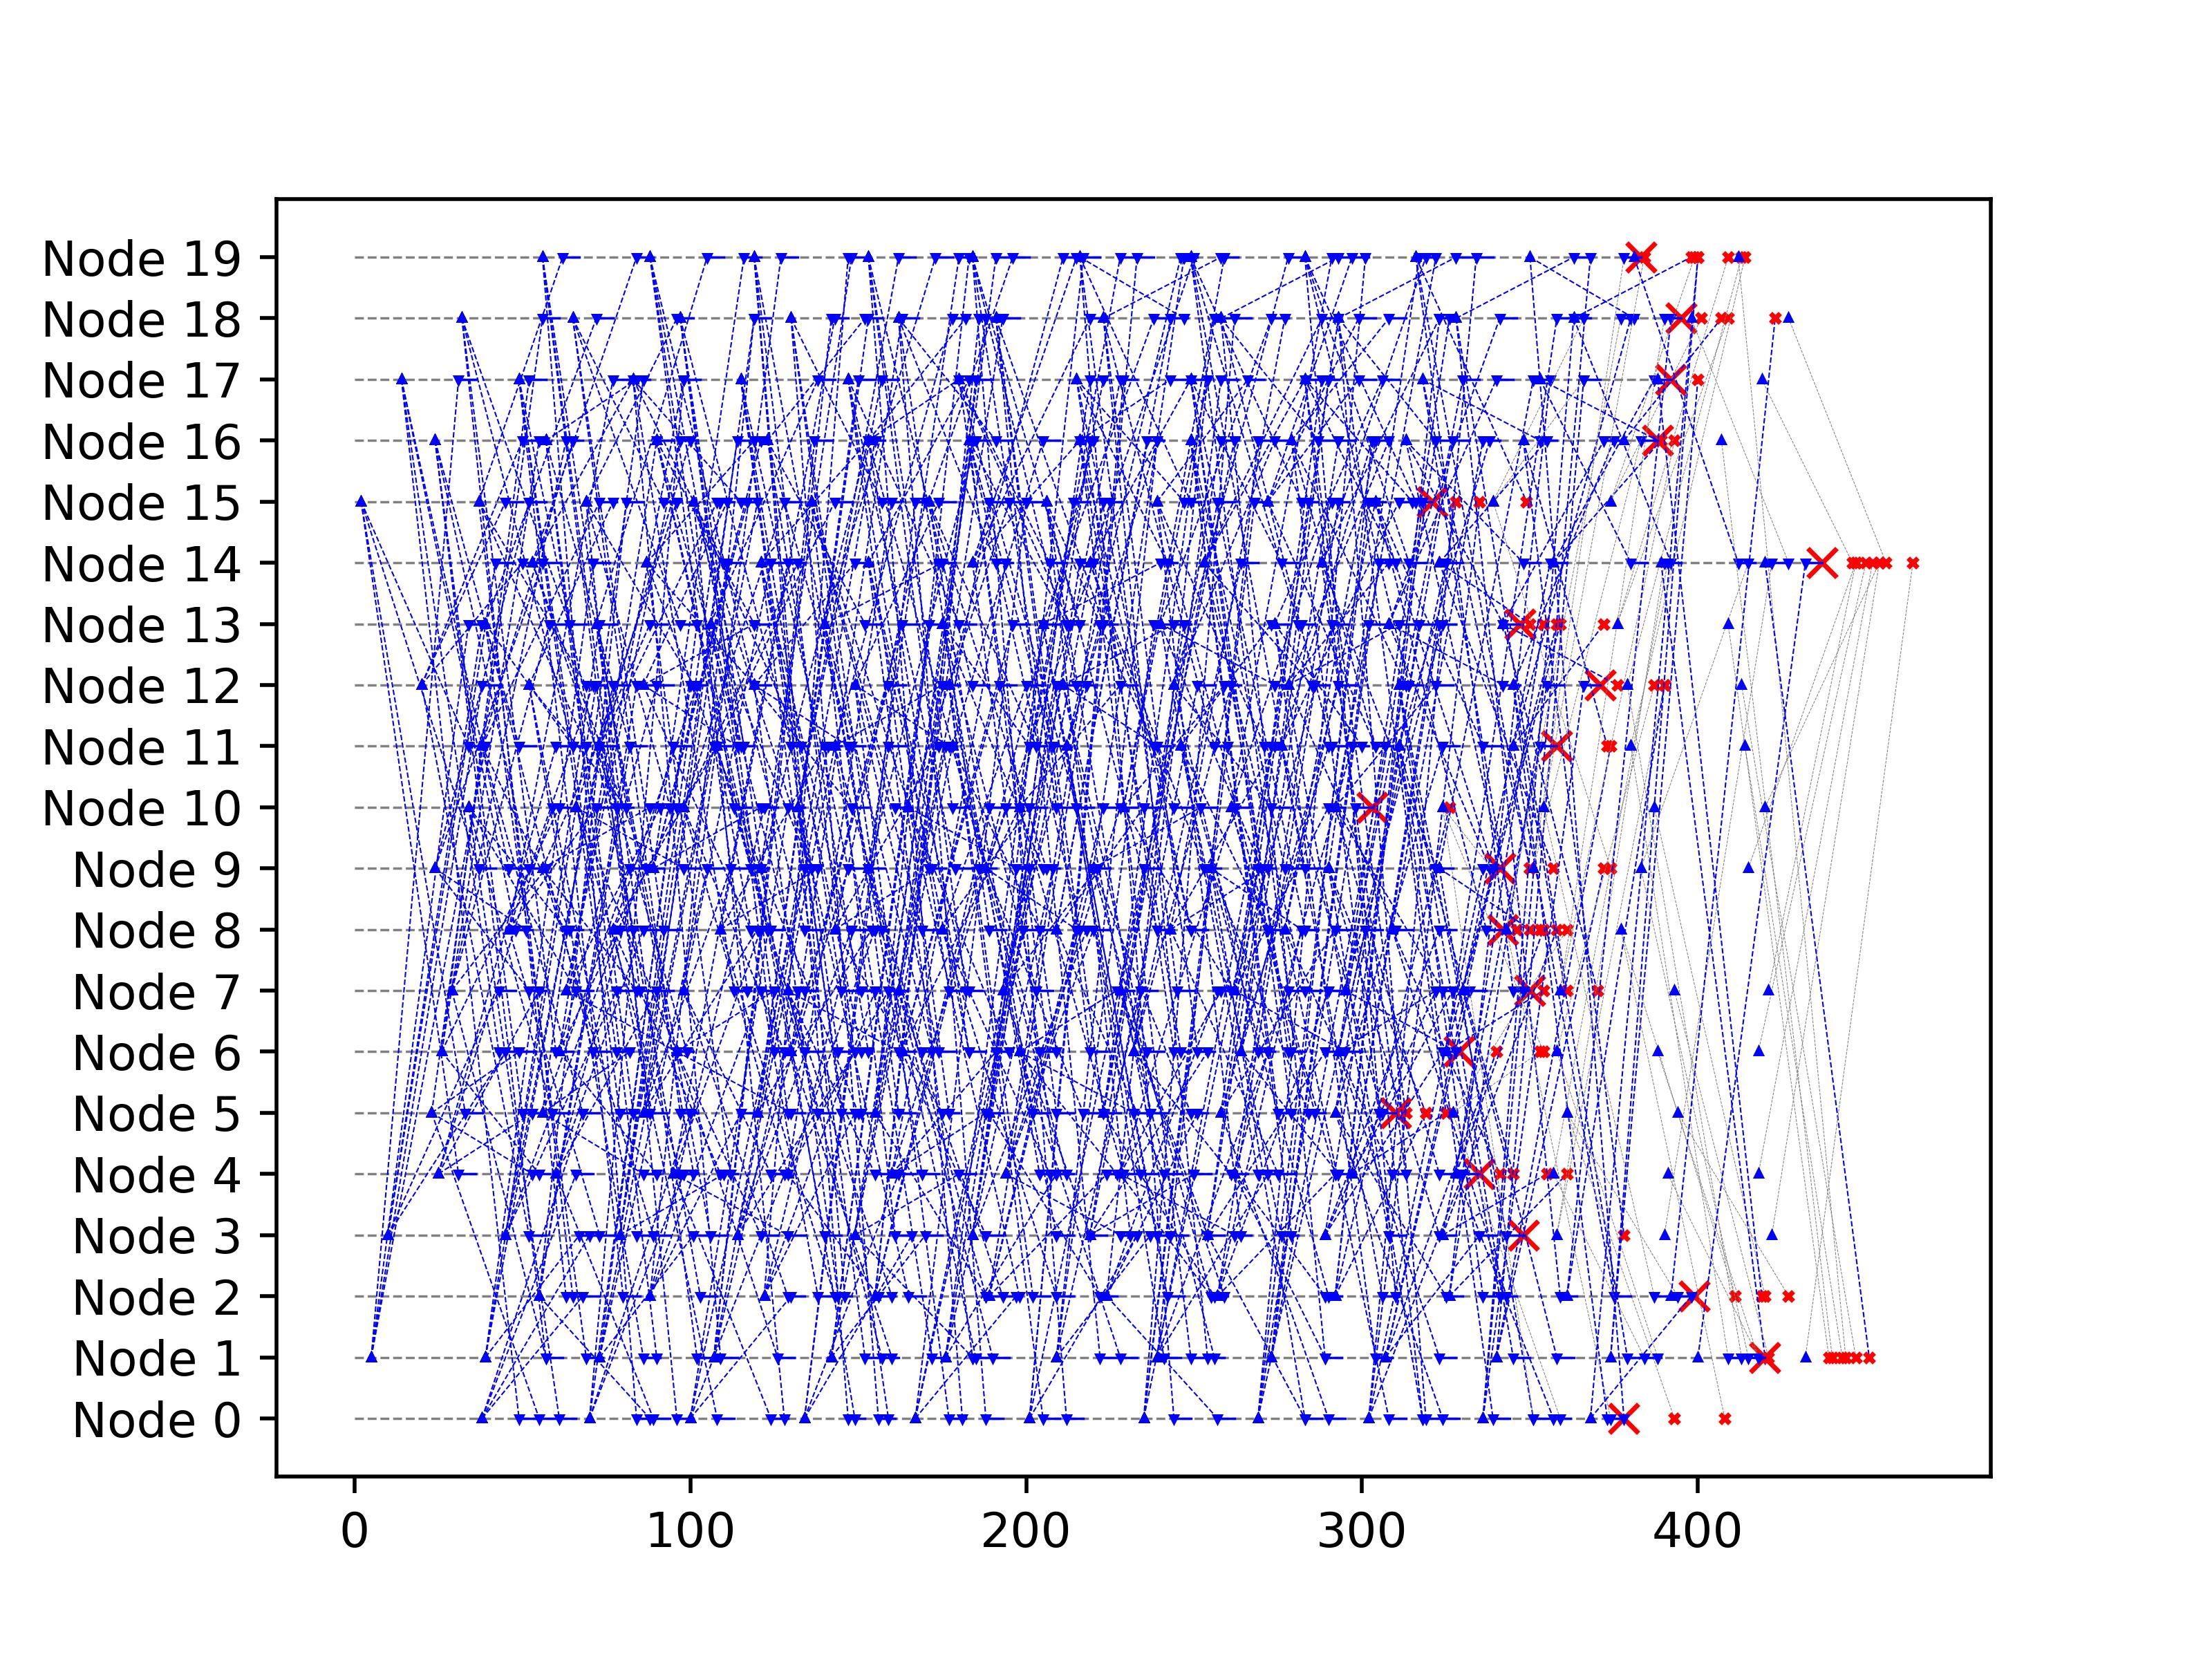 Node 19
Node 18
Node 17
Node 16
Node 15
Node 14
Node 13
Node 12
Node 11
Node 10
Node 9
Node 8
Node 7
Node 6
Node 5
Node 4
Node 3
Node 2
Node 1
Node 0
0 100 200 300 400